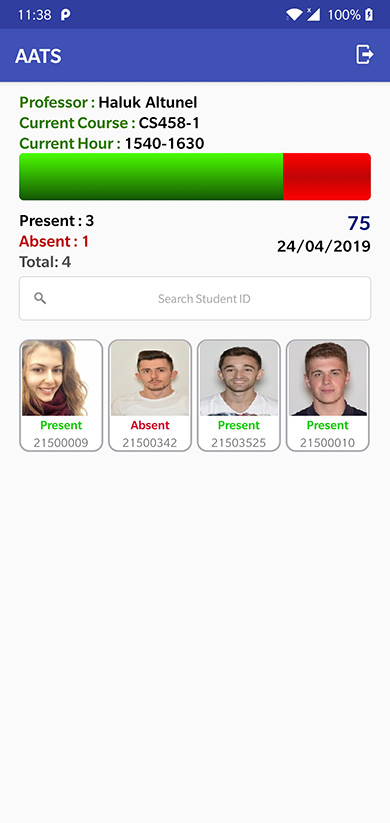 11:38
100%
AATS
Professor : Haluk Altunel
Current Course : CS458-1
Current Hour : 1540-1630
Present : 3
75
Absent : 1
24/04/2019
Total: 4
Search Student ID
Present Absent Present Present
21500009 21500342 21503525 21500010